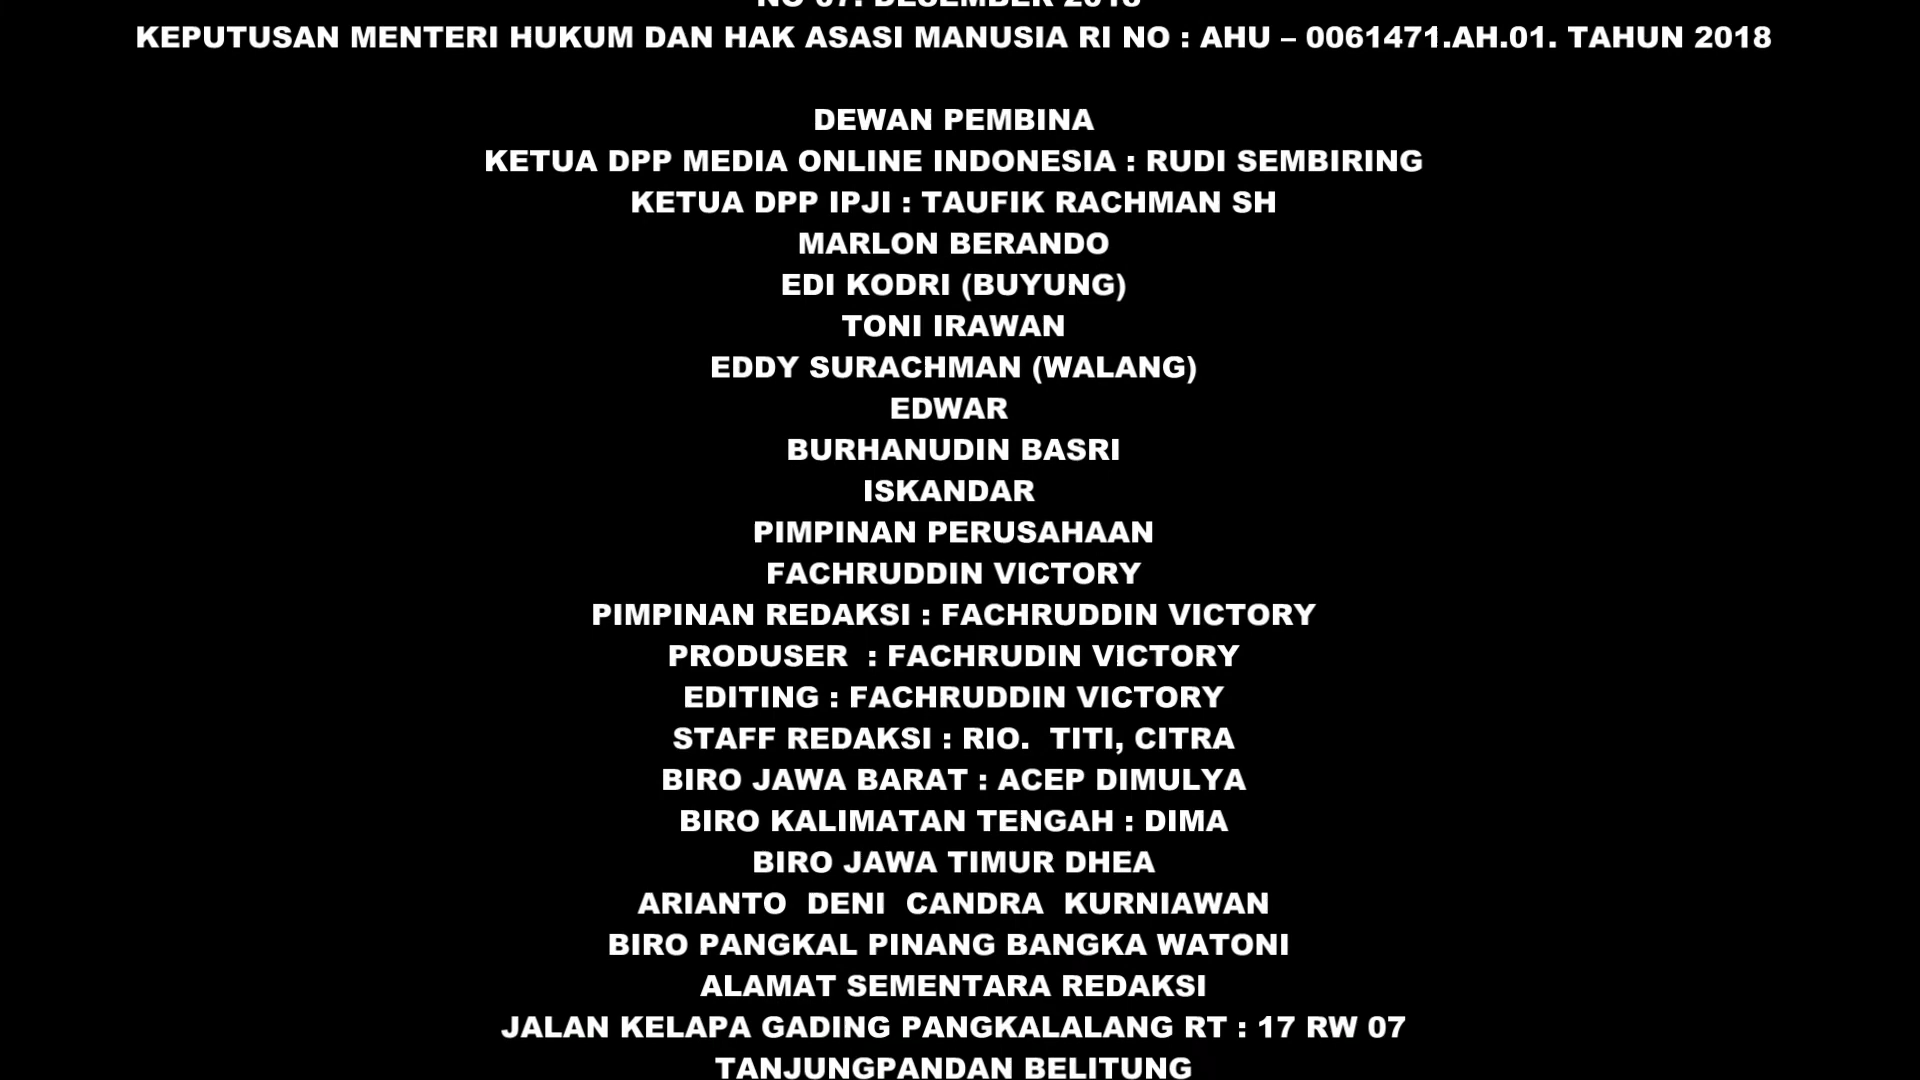 NO 07. DESEMBER 2018
KEPUTUSAN MENTERI HUKUM DAN HAK ASASI MANUSIA RI NO : AHU – 0061471.AH.01. TAHUN 2018
DEWAN PEMBINA
KETUA DPP MEDIA ONLINE INDONESIA : RUDI SEMBIRING
KETUA DPP IPJI : TAUFIK RACHMAN SH
MARLON BERANDO
EDI KODRI (BUYUNG)
TONI IRAWAN
EDDY SURACHMAN (WALANG)
EDWAR
BURHANUDIN BASRI
ISKANDAR
PIMPINAN PERUSAHAAN
FACHRUDDIN VICTORY
PIMPINAN REDAKSI : FACHRUDDIN VICTORY
PRODUSER  : FACHRUDIN VICTORY
EDITING : FACHRUDDIN VICTORY
STAFF REDAKSI : RIO.  TITI, CITRA
BIRO JAWA BARAT : ACEP DIMULYA
BIRO KALIMATAN TENGAH : DIMA
BIRO JAWA TIMUR DHEA
ARIANTO  DENI  CANDRA  KURNIAWAN
BIRO PANGKAL PINANG BANGKA WATONI
ALAMAT SEMENTARA REDAKSI
JALAN KELAPA GADING PANGKALALANG RT : 17 RW 07
TANJUNGPANDAN BELITUNG